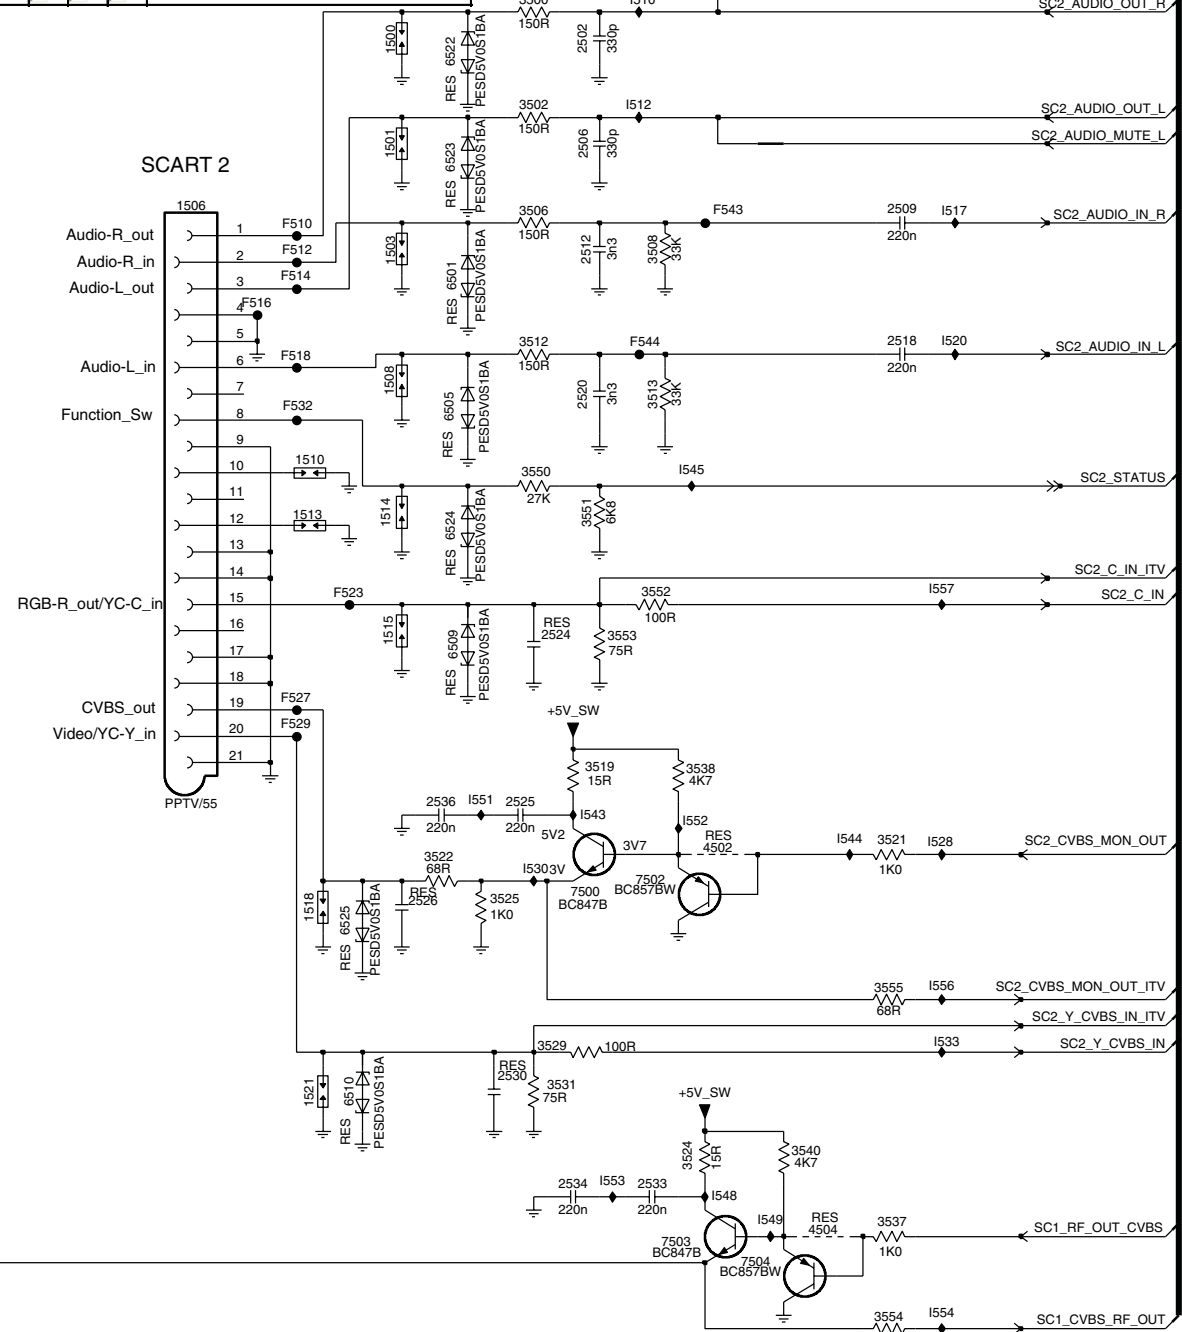 SC2_AUDIO_OUT_R
1500
RES 6522
PESD5V0S1BA
150R
2502
330p
3502
150R
I512
SC2_AUDIO_OUT_L
SC2_AUDIO_MUTE_L
1501
RES 6523
PESD5V0S1BA
2506
330p
SCART 2
1506
Audio-R_out
1
F510
Audio-R_in
2
F512
Audio-L_out
3
F514
4
F516
5
Audio-L_in
6
F518
7
Function_Sw
8
F532
9
10
1510
11
12
1513
13
14
RGB-R_out/YC-C_in
15
F523
16
17
18
CVBS_out
19
F527
Video/YC-Y_in
20
F529
21
PPTV/55
3506
150R
F543
2509
220n
I517
SC2_AUDIO_IN_R
1503
RES 6501
PESD5V0S1BA
2512
3n3
3508
33K
3512
150R
F544
2518
220n
I520
SC2_AUDIO_IN_L
1508
RES 6505
PESD5V0S1BA
2520
3n3
3513
33K
3550
27K
I545
SC2_STATUS
1514
RES 6524
PESD5V0S1BA
3551
6K8
SC2_C_IN_ITV
3552
100R
I557
SC2_C_IN
1515
RES 6509
PESD5V0S1BA
RES
2524
3553
75R
+5V_SW
3519
15R
3538
4K7
2536
220n
I551
2525
220n
I543
5V2
I552
3V7
RES
4502
I544
3521
1K0
I528
SC2_CVBS_MON_OUT
3522
68R
I530
3V
7500
BC847B
7502
BC857BW
1518
RES 6525
PESD5V0S1BA
RES
2526
3525
1K0
3555
68R
I556
SC2_CVBS_MON_OUT_ITV
SC2_Y_CVBS_IN_ITV
3529
100R
I533
SC2_Y_CVBS_IN
1521
RES 6510
PESD5V0S1BA
RES
2530
3531
75R
+5V_SW
3524
15R
3540
4K7
2534
220n
I553
2533
220n
I548
I549
RES
4504
3537
1K0
SC1_RF_OUT_CVBS
7503
BC847B
7504
BC857BW
3554
I554
SC1_CVBS_RF_OUT